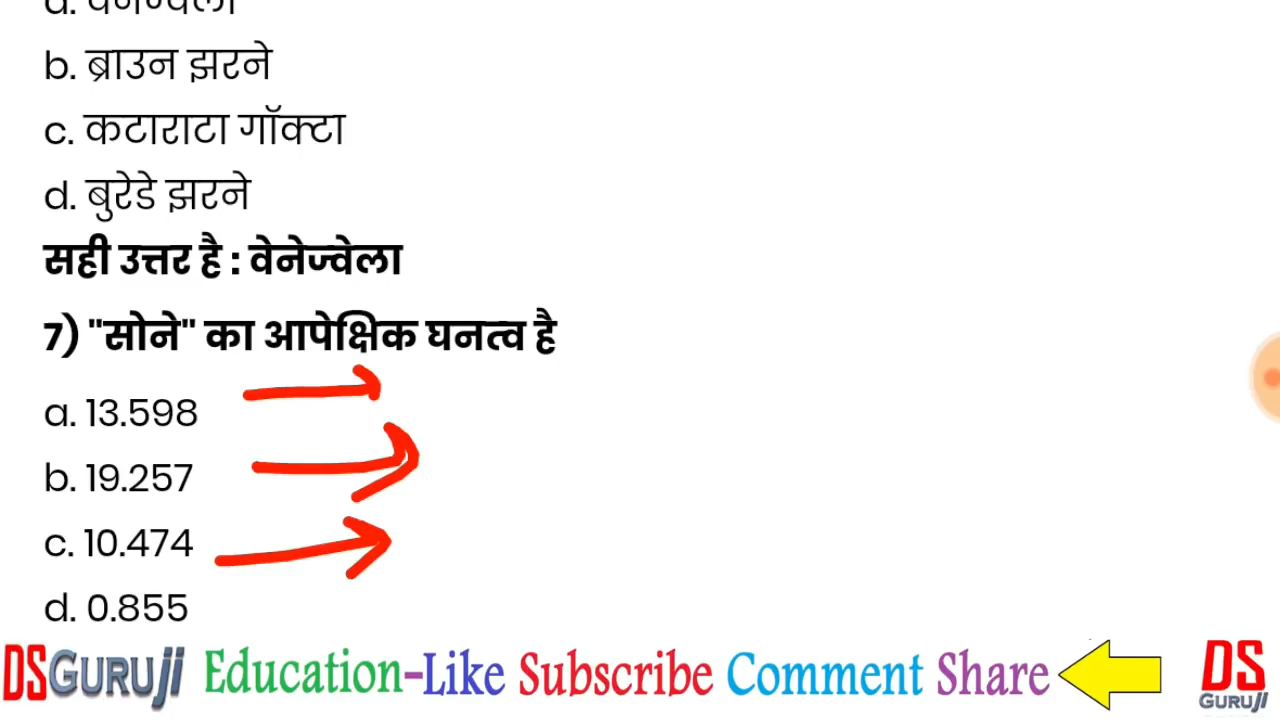 b. ब्राउन झरने
c. कटाराटा गॉक्टा
d. बुरेडे झरने
सही उत्तर है : वेनेज्वेला
7) "सोने" का आपेक्षिक घनत्व है
a. 13.598
b. 19.257
c. 10.474
d. 0.855
DSGURUJI Education-Like Subscribe Comment Share DS GURUJI